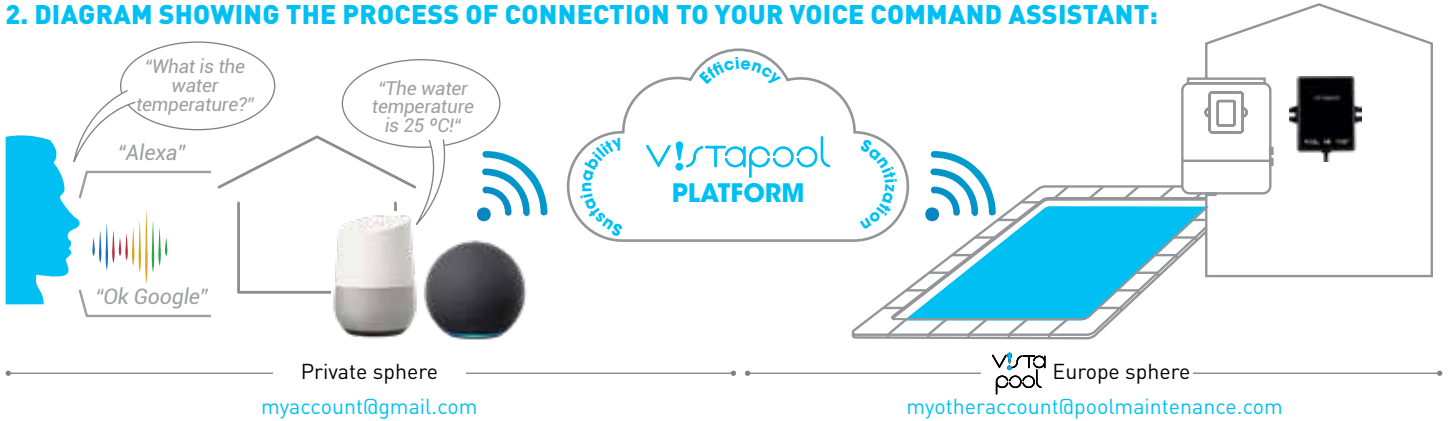 2. DIAGRAM SHOWING THE PROCESS OF CONNECTION TO YOUR VOICE COMMAND ASSISTANT:
“What is the
water
temperature?”
“The water
temperature
is 25 ºC!“
“Alexa”
“Ok Google”
Efficiency
Sustainability
Sanitization
V!STapool
PLATFORM
Private sphere
V!STa
pool
Europe sphere
myaccount@gmail.com
myotheraccount@poolmaintenance.com